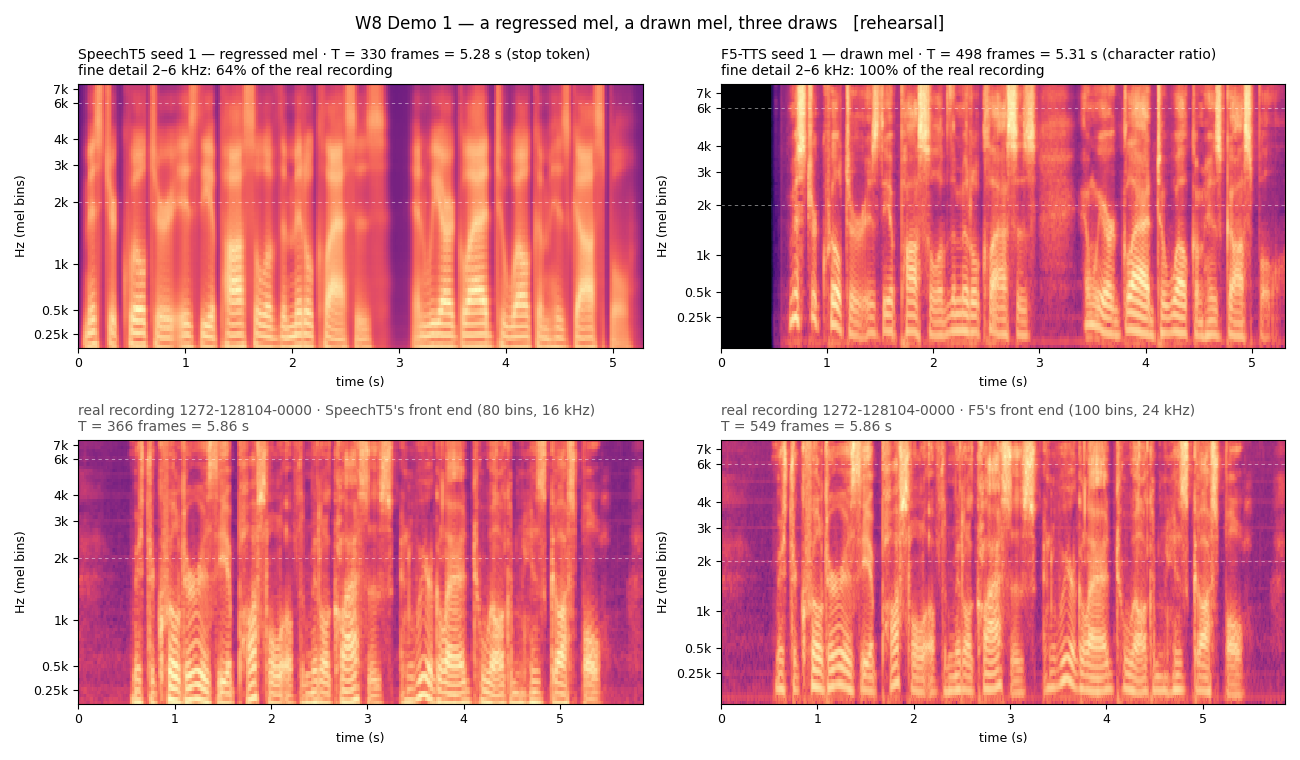 W8 Demo 1 — a regressed mel, a drawn mel, three draws [rehearsal]
SpeechT5 seed 1 — regressed mel · T = 330 frames = 5.28 s (stop token)
fine detail 2–6 kHz: 64% of the real recording
7k
6k
4k
3k
2k
1k
0.5k
0.25k
Hz (mel bins)
0 1 2 3 4 5
time (s)
F5-TTS seed 1 — drawn mel · T = 498 frames = 5.31 s (character ratio)
fine detail 2–6 kHz: 100% of the real recording
7k
6k
4k
3k
2k
1k
0.5k
0.25k
Hz (mel bins)
1 2 3 4 5
0
time (s)
real recording 1272-128104-0000 · SpeechT5's front end (80 bins, 16 kHz)
T = 366 frames = 5.86 s
7k
6k
4k
3k
2k
1k
0.5k
0.25k
Hz (mel bins)
0 1 2 3 4 5
time (s)
real recording 1272-128104-0000 · F5's front end (100 bins, 24 kHz)
T = 549 frames = 5.86 s
7k
6k
4k
3k
2k
1k
0.5k
0.25k
Hz (mel bins)
0 1 2 3 4 5
time (s)